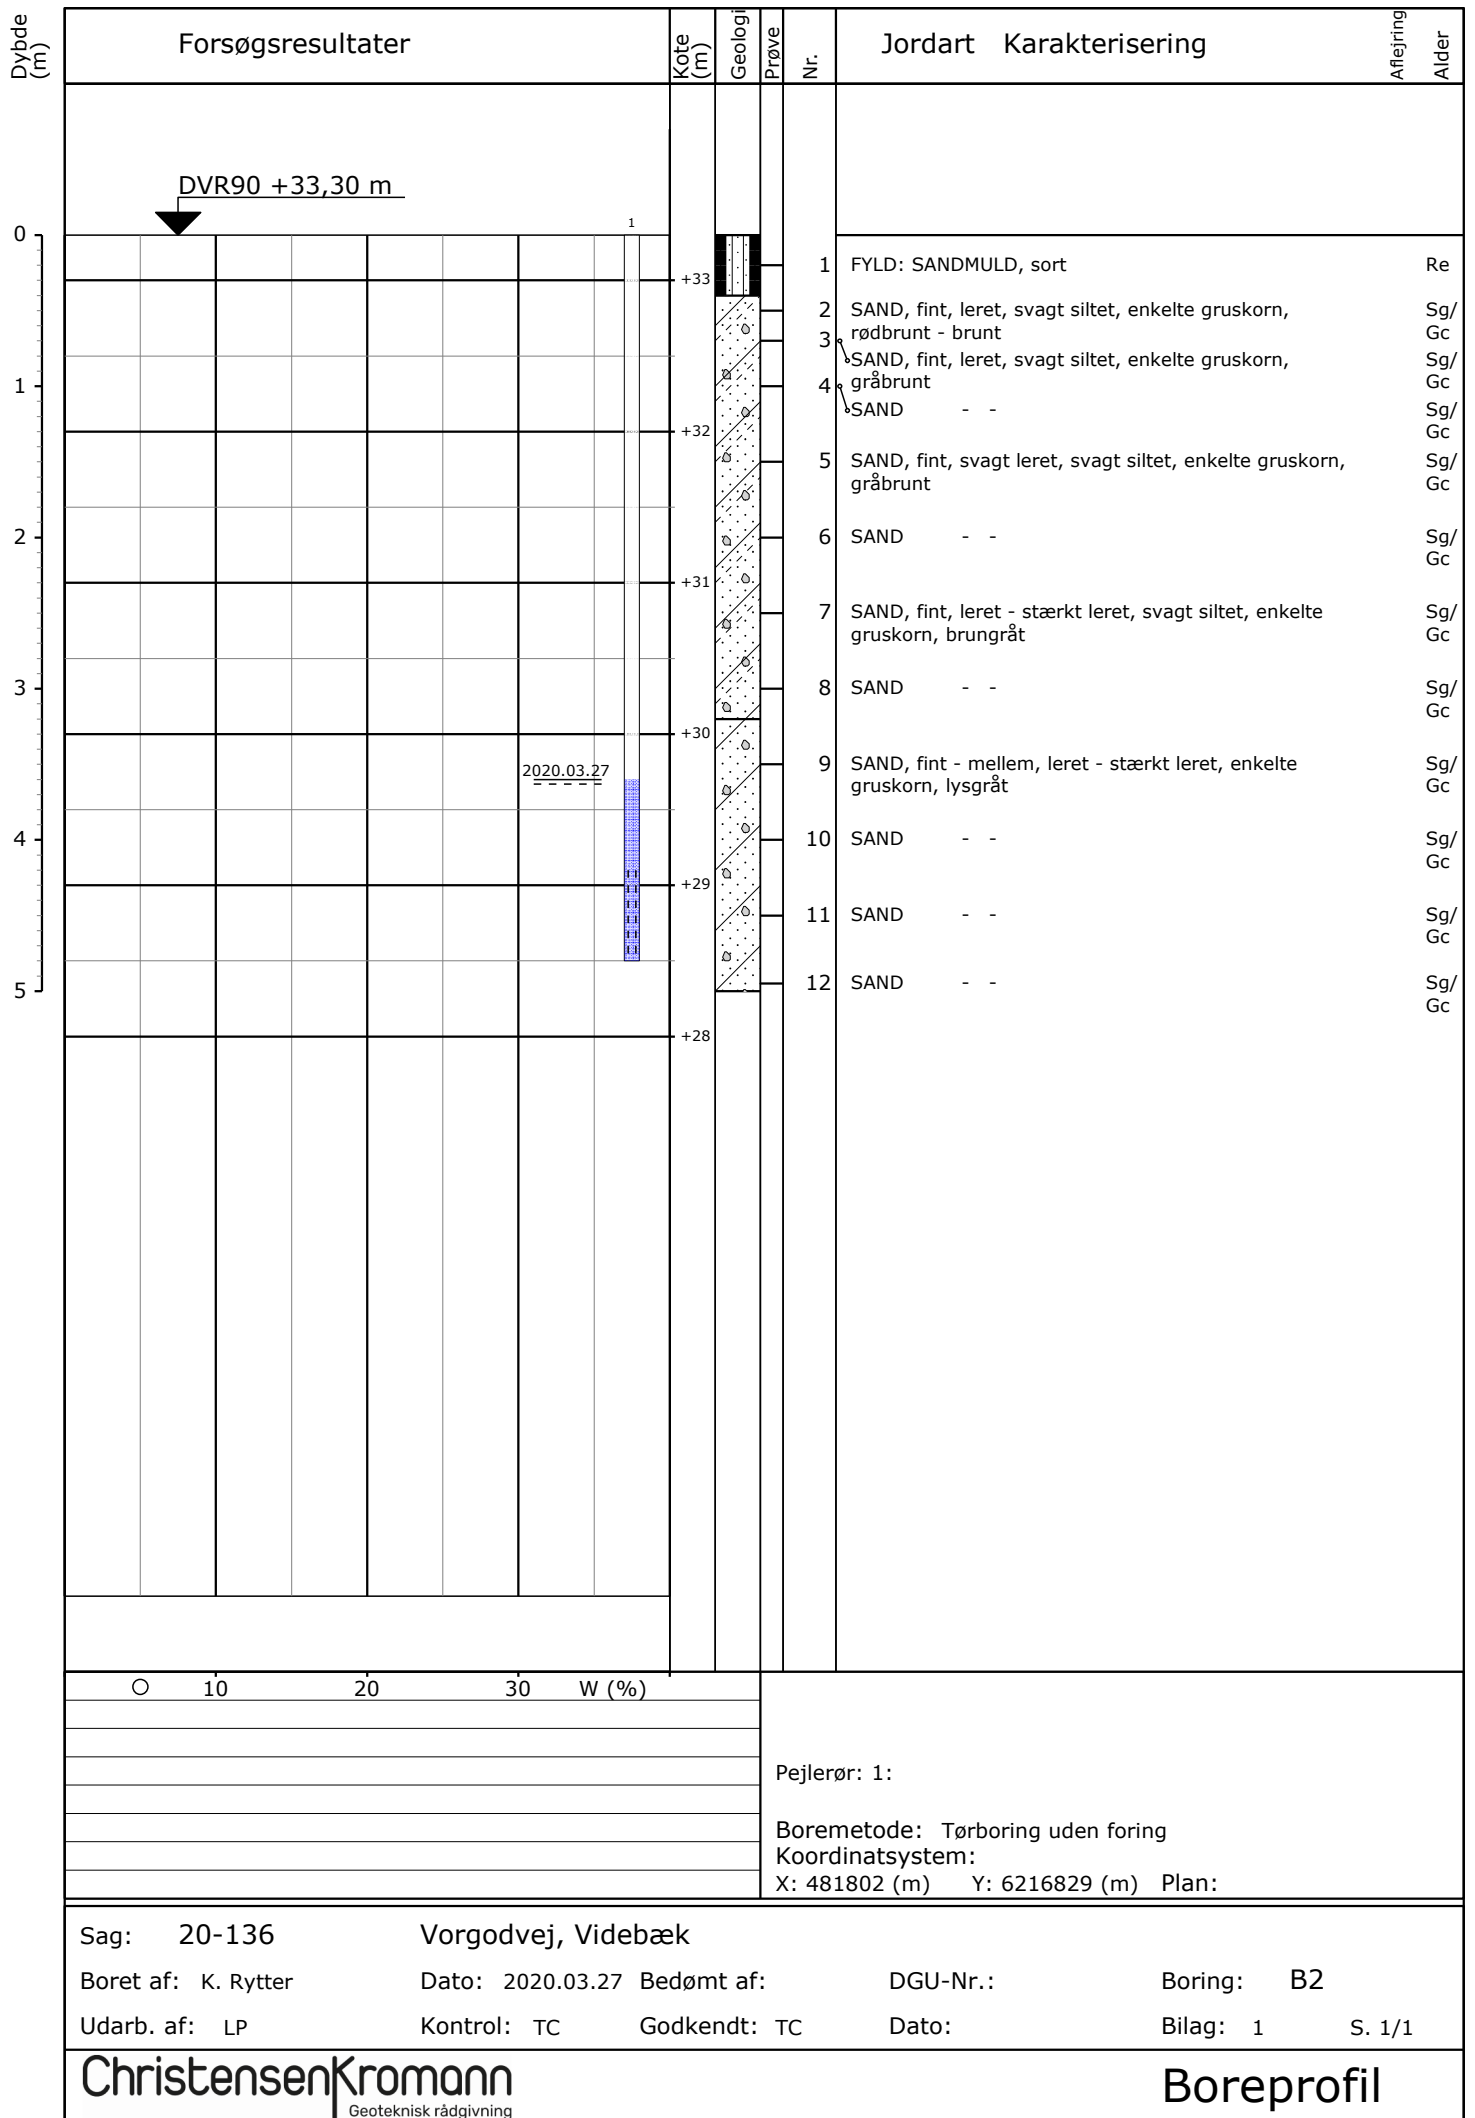 Dybde (m)
Forsøgsresultater
Kote (m)
Geologi
Prøve
Nr.
Jordart Karakterisering
Aflejring
Alder
DVR90 +33,30 m
1
0
1 FYLD: SANDMULD, sort Re
+33
2 SAND, fint, leret, svagt siltet, enkelte gruskorn, Sg/
rødbrunt - brunt Gc
3 SAND, fint, leret, svagt siltet, enkelte gruskorn, Sg/
gråbrunt Gc
1
4 SAND - - Sg/
Gc
+32
5 SAND, fint, svagt leret, svagt siltet, enkelte gruskorn, Sg/
gråbrunt Gc
2
6 SAND - - Sg/
Gc
+31
7 SAND, fint, leret - stærkt leret, svagt siltet, enkelte Sg/
gruskorn, brungråt Gc
3
8 SAND - - Sg/
Gc
+30
2020.03.27
9 SAND, fint - mellem, leret - stærkt leret, enkelte Sg/
gruskorn, lysgråt Gc
4
10 SAND - - Sg/
Gc
+29
11 SAND - - Sg/
Gc
5
12 SAND - - Sg/
Gc
+28
10 20 30 W (%)
Pejlerør: 1:
Boremetode: Tørboring uden foring
Koordinatsystem:
X: 481802 (m) Y: 6216829 (m) Plan:
Sag: 20-136 Vorgodvej, Videbæk
Boret af: K. Rytter Dato: 2020.03.27 Bedømt af: DGU-Nr.: Boring: B2
Udarb. af: LP Kontrol: TC Godkendt: TC Dato: Bilag: 1 S. 1/1
ChristensenKromann
Geoteknisk rådgivning
Boreprofil